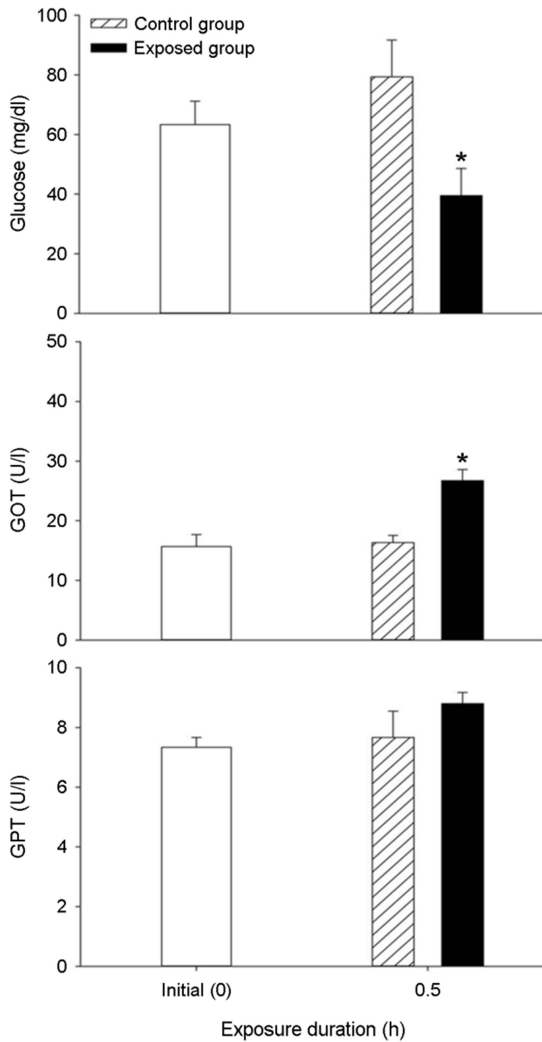 Control group
Exposed group
Glucose (mg/dl)
100
80
60
40
20
0
*
GOT (U/l)
50
40
30
20
10
0
*
GPT (U/l)
10
8
6
4
2
0
Initial (0) 0.5
Exposure duration (h)